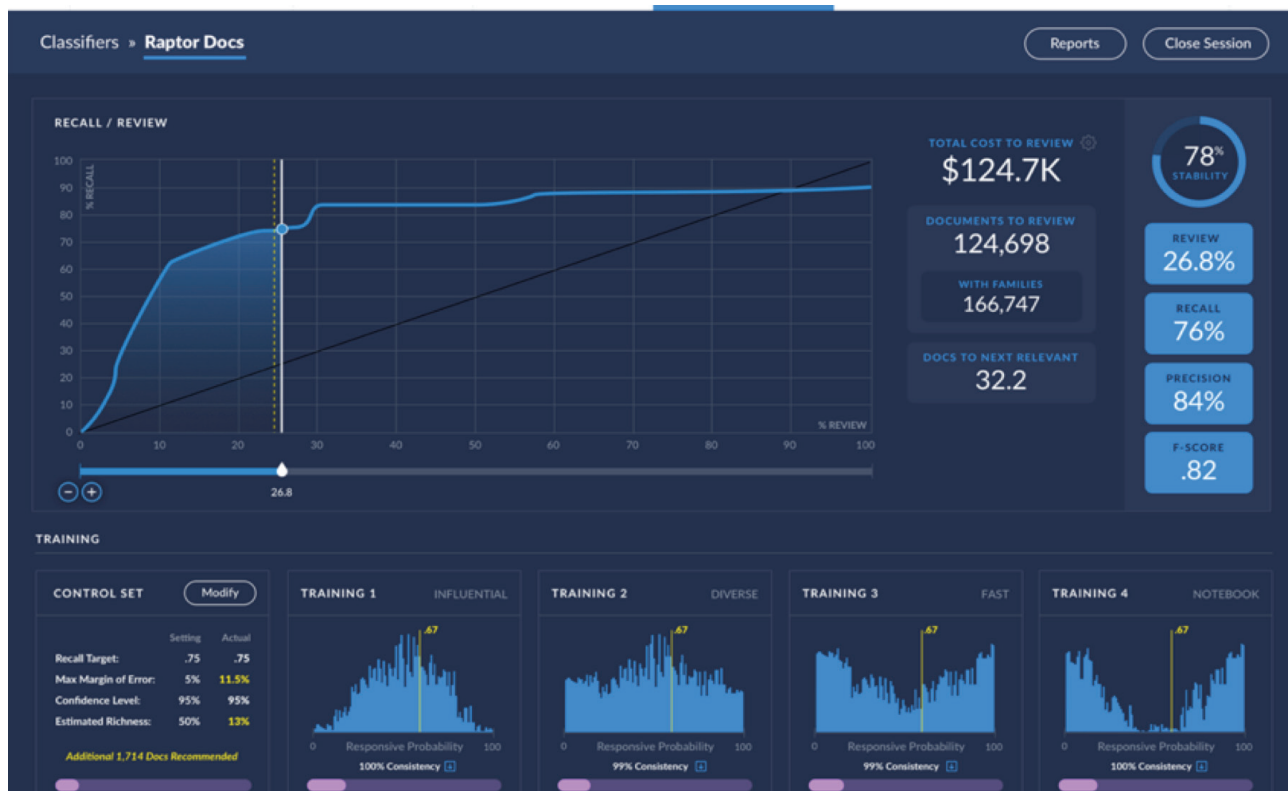 Classifiers » Raptor Docs
Reports
Close Session
RECALL / REVIEW
% RECALL
100
90
80
70
60
50
40
30
20
10
0
0 10 20 30 40 50 60 70 80 90 100
% REVIEW
26.8
TOTAL COST TO REVIEW
$124.7K
DOCUMENTS TO REVIEW
124,698
WITH FAMILIES
166,747
DOCS TO NEXT RELEVANT
32.2
78%
STABILITY
REVIEW
26.8%
RECALL
76%
PRECISION
84%
F-SCORE
.82
TRAINING
CONTROL SET
Modify
Setting Actual
Recall Target: .75 .75
Max Margin of Error: 5% 11.5%
Confidence Level: 95% 95%
Estimated Richness: 50% 13%
Additional 1,714 Docs Recommended
TRAINING 1 INFLUENTIAL
.67
0 Responsive Probability 100
100% Consistency
TRAINING 2 DIVERSE
.67
0 Responsive Probability 100
99% Consistency
TRAINING 3 FAST
.67
0 Responsive Probability 100
99% Consistency
TRAINING 4 NOTEBOOK
.67
0 Responsive Probability 100
100% Consistency